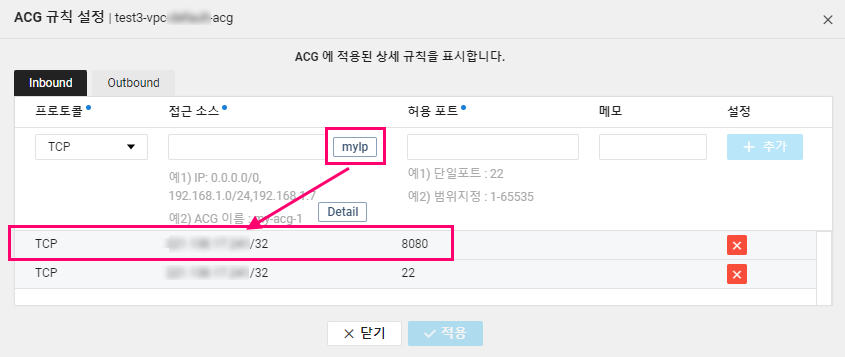 ACG 규칙 설정 | test3-vpc -acg
ACG 에 적용된 상세 규칙을 표시합니다.
Inbound Outbound
프로토콜 접근 소스 허용 포트 메모 설정
TCP myIp + 추가
예1) IP: 0.0.0.0/0,
192.168.1.0/24,192.168.1.7
예2) ACG 이름 : my-acg-1
예1) 단일포트 : 22
예2) 범위지정 : 1-65535
Detail
TCP /32 8080
TCP /32 22
닫기 적용